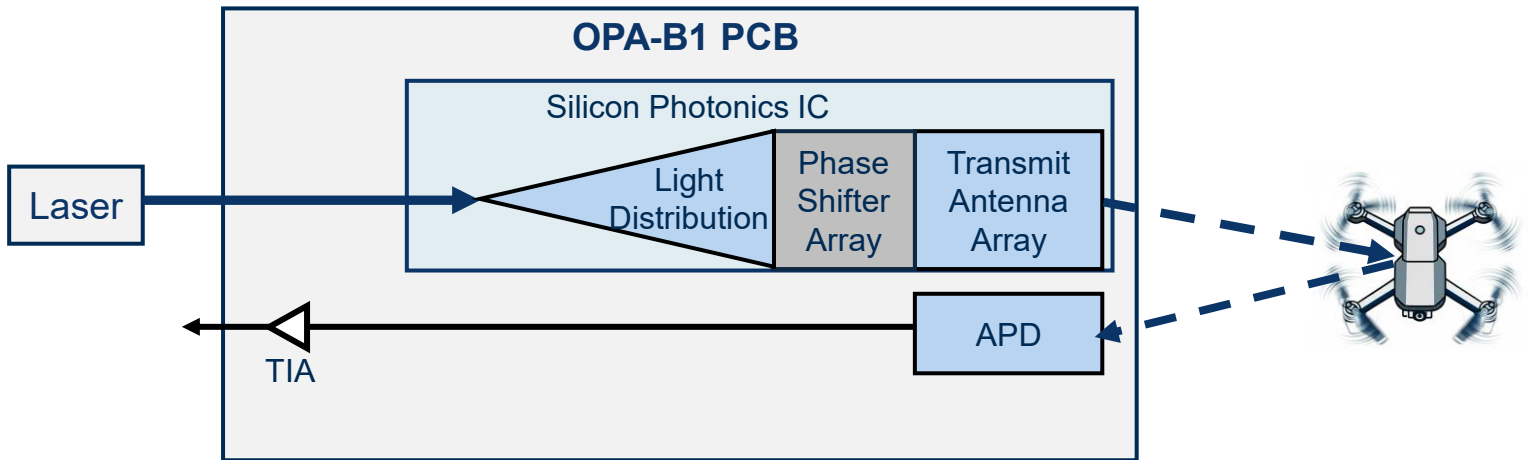 OPA-B1 PCB
Silicon Photonics IC
Laser
Light
Distribution
Phase
Shifter
Array
Transmit
Antenna
Array
APD
TIA